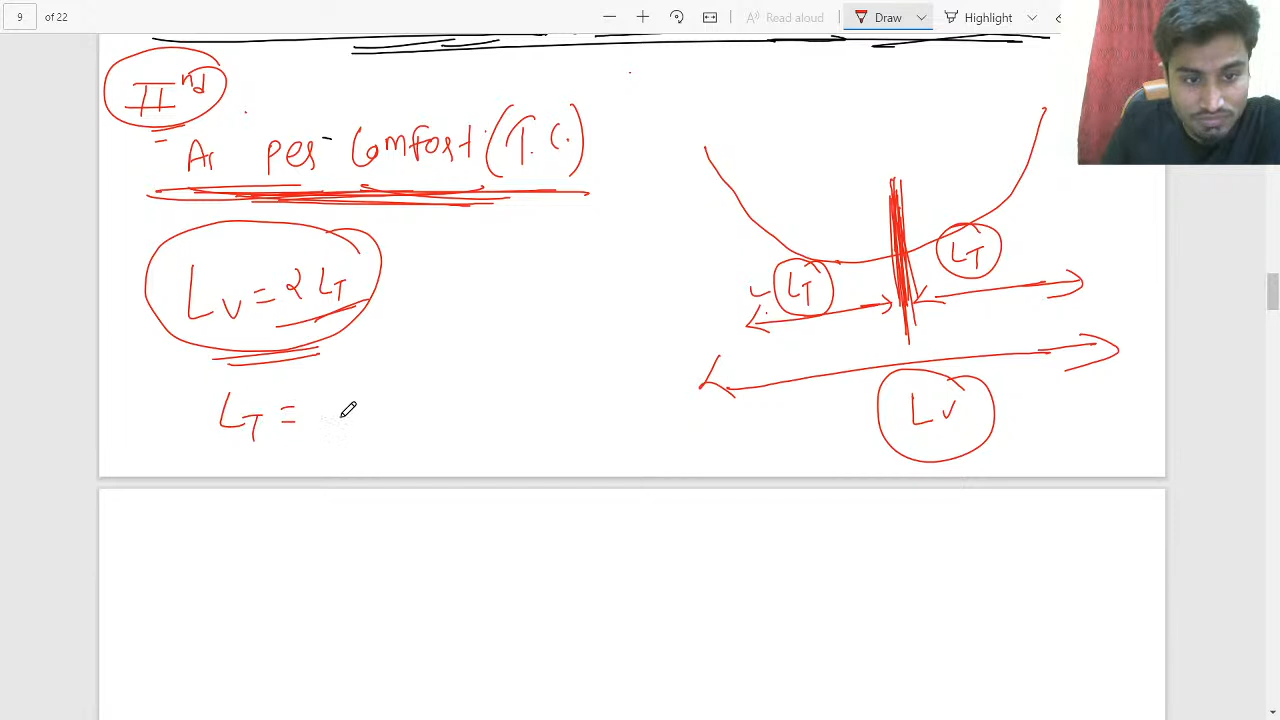 9 of 22
Read aloud
Draw
Highlight
IInd
As per Comfort (T.C.)
LV = 2 LT
LT =
LT
LT
LV